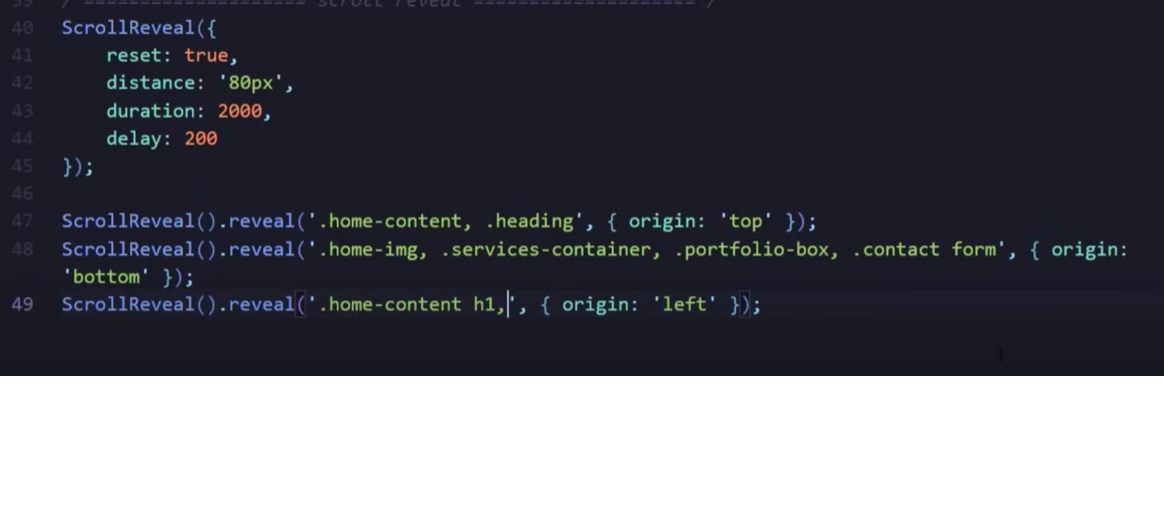 39 /*==================== scroll reveal ====================*/
40 ScrollReveal({
41 reset: true,
42 distance: '80px',
43 duration: 2000,
44 delay: 200
45 });
46
47 ScrollReveal().reveal('.home-content, .heading', { origin: 'top' });
48 ScrollReveal().reveal('.home-img, .services-container, .portfolio-box, .contact form', { origin:
'bottom' });
49 ScrollReveal().reveal('.home-content h1,', { origin: 'left' });